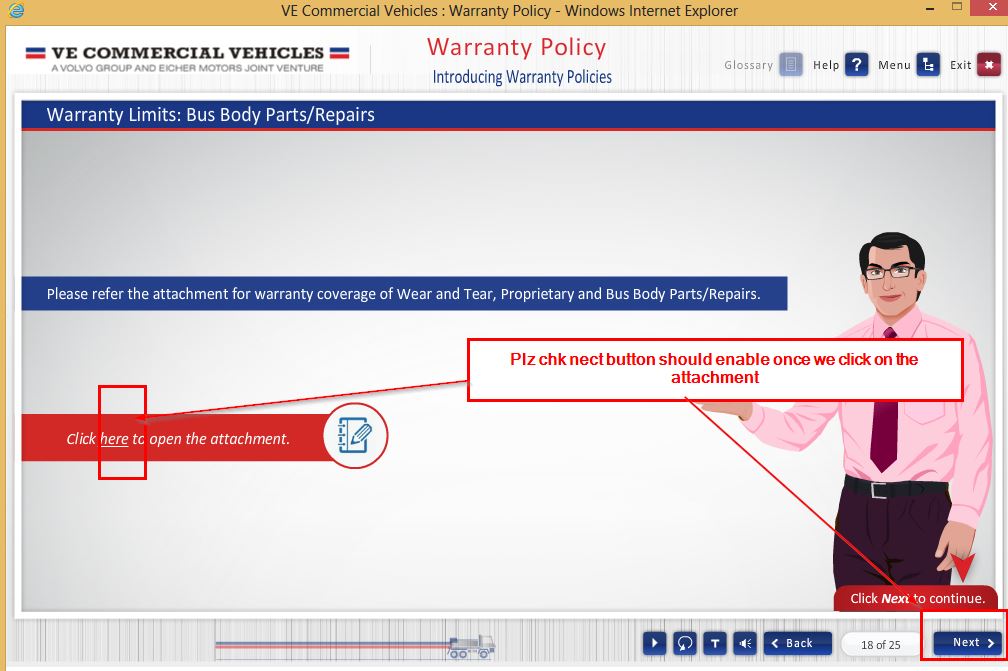 VE Commercial Vehicles : Warranty Policy - Windows Internet Explorer
VE COMMERCIAL VEHICLES
A VOLVO GROUP AND EICHER MOTORS JOINT VENTURE
Warranty Policy
Introducing Warranty Policies
Glossary Help ? Menu Exit
Warranty Limits: Bus Body Parts/Repairs
Please refer the attachment for warranty coverage of Wear and Tear, Proprietary and Bus Body Parts/Repairs.
Plz chk nect button should enable once we click on the
attachment
Click here to open the attachment.
Click Next to continue.
T Back 18 of 25 Next